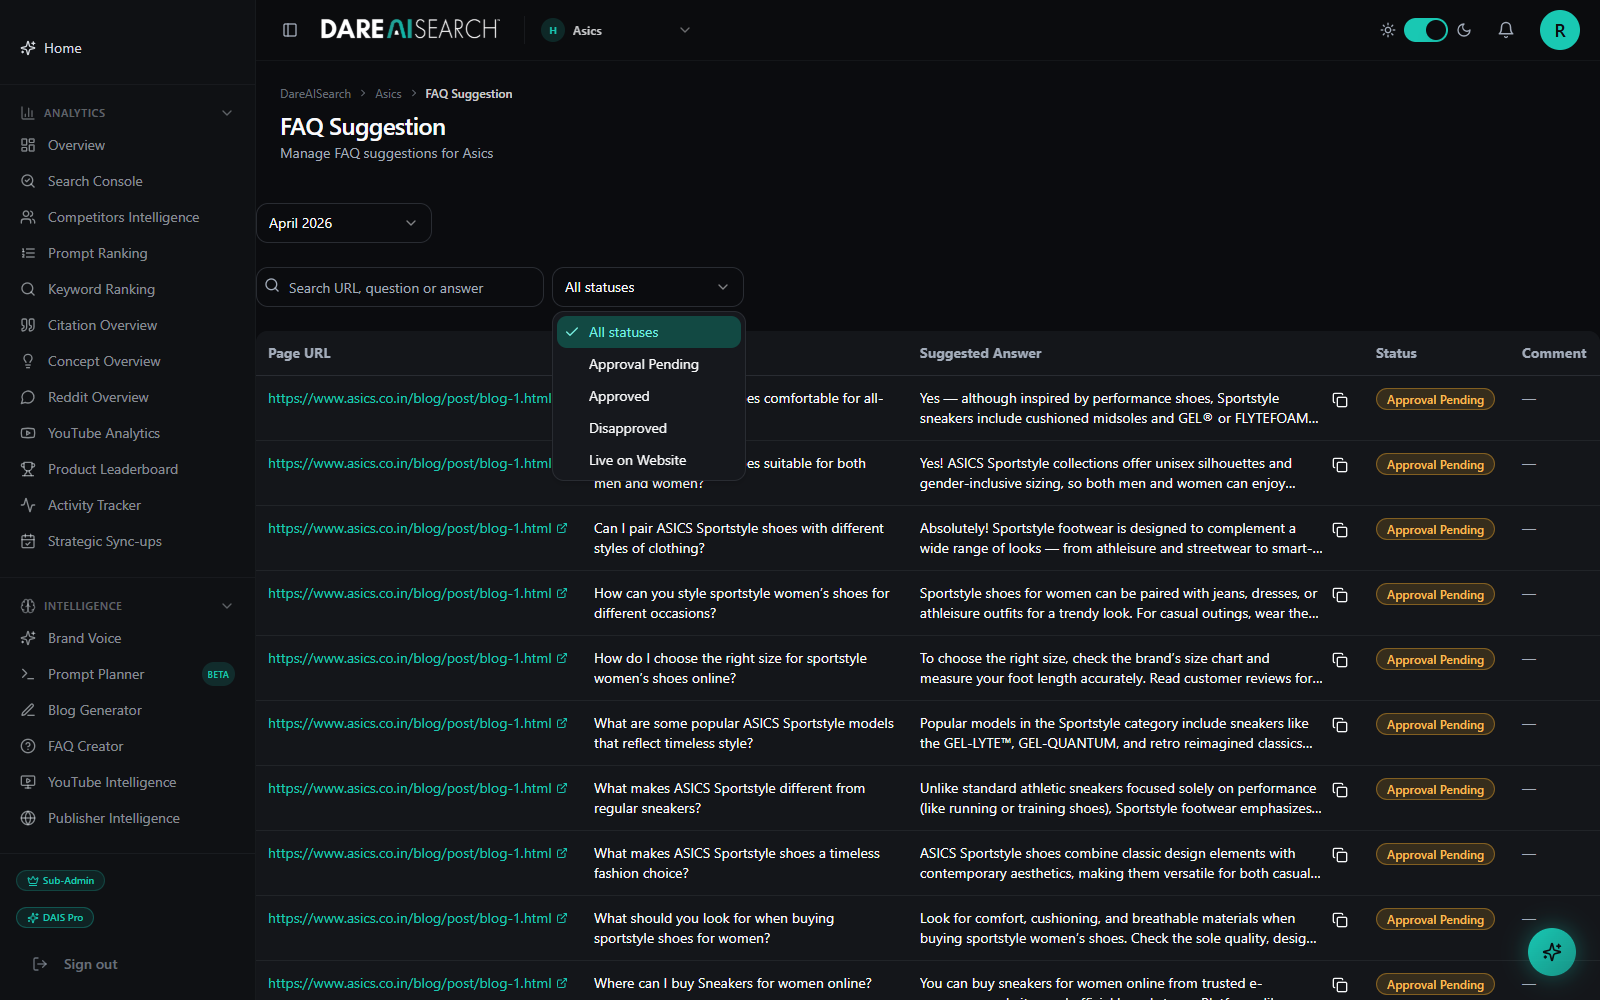 Home
ANALYTICS
Overview
Search Console
Competitors Intelligence
Prompt Ranking
Keyword Ranking
Citation Overview
Concept Overview
Reddit Overview
YouTube Analytics
Product Leaderboard
Activity Tracker
Strategic Sync-ups
INTELLIGENCE
Brand Voice
Prompt Planner BETA
Blog Generator
FAQ Creator
YouTube Intelligence
Publisher Intelligence
Sub-Admin
DAIS Pro
Sign out
DARE AISEARCH
H Asics
R
DareAISearch > Asics > FAQ Suggestion
FAQ Suggestion
Manage FAQ suggestions for Asics
April 2026
Search URL, question or answer
All statuses
All statuses
Approval Pending
Approved
Disapproved
Live on Website
Page URL Suggested Answer Status Comment
https://www.asics.co.in/blog/post/blog-1.html
es comfortable for all-
Yes — although inspired by performance shoes, Sportstyle
sneakers include cushioned midsoles and GEL® or FLYTEFOAM...
Approval Pending —
https://www.asics.co.in/blog/post/blog-1.html
es suitable for both
men and women?
Yes! ASICS Sportstyle collections offer unisex silhouettes and
gender-inclusive sizing, so both men and women can enjoy...
Approval Pending —
https://www.asics.co.in/blog/post/blog-1.html
Can I pair ASICS Sportstyle shoes with different
styles of clothing?
Absolutely! Sportstyle footwear is designed to complement a
wide range of looks — from athleisure and streetwear to smart-...
Approval Pending —
https://www.asics.co.in/blog/post/blog-1.html
How can you style sportstyle women's shoes for
different occasions?
Sportstyle shoes for women can be paired with jeans, dresses, or
athleisure outfits for a trendy look. For casual outings, wear the...
Approval Pending —
https://www.asics.co.in/blog/post/blog-1.html
How do I choose the right size for sportstyle
women's shoes online?
To choose the right size, check the brand's size chart and
measure your foot length accurately. Read customer reviews for...
Approval Pending —
https://www.asics.co.in/blog/post/blog-1.html
What are some popular ASICS Sportstyle models
that reflect timeless style?
Popular models in the Sportstyle category include sneakers like
the GEL-LYTE™, GEL-QUANTUM, and retro reimagined classics...
Approval Pending —
https://www.asics.co.in/blog/post/blog-1.html
What makes ASICS Sportstyle different from
regular sneakers?
Unlike standard athletic sneakers focused solely on performance
(like running or training shoes), Sportstyle footwear emphasizes...
Approval Pending —
https://www.asics.co.in/blog/post/blog-1.html
What makes ASICS Sportstyle shoes a timeless
fashion choice?
ASICS Sportstyle shoes combine classic design elements with
contemporary aesthetics, making them versatile for both casual...
Approval Pending —
https://www.asics.co.in/blog/post/blog-1.html
What should you look for when buying
sportstyle shoes for women?
Look for comfort, cushioning, and breathable materials when
buying sportstyle women's shoes. Check the sole quality, desig...
Approval Pending —
https://www.asics.co.in/blog/post/blog-1.html
Where can I buy Sneakers for women online?
You can buy sneakers for women online from trusted e-
Approval Pending —